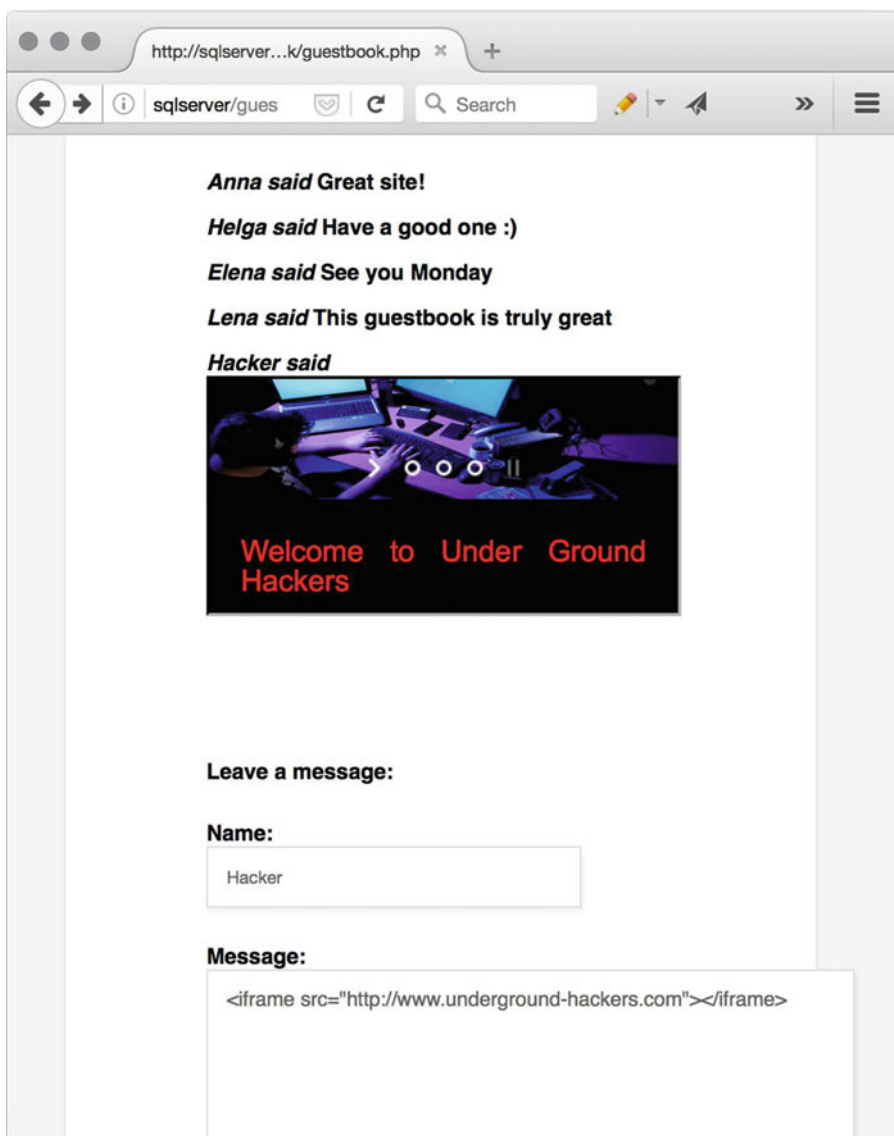 http://sqlserver...k/guestbook.php
sqlserver/gues
Search
Anna said Great site!
Helga said Have a good one :)
Elena said See you Monday
Lena said This guestbook is truly great
Hacker said
Welcome to Under Ground
Hackers
Leave a message:
Name:
Hacker
Message:
<iframe src="http://www.underground-hackers.com"></iframe>